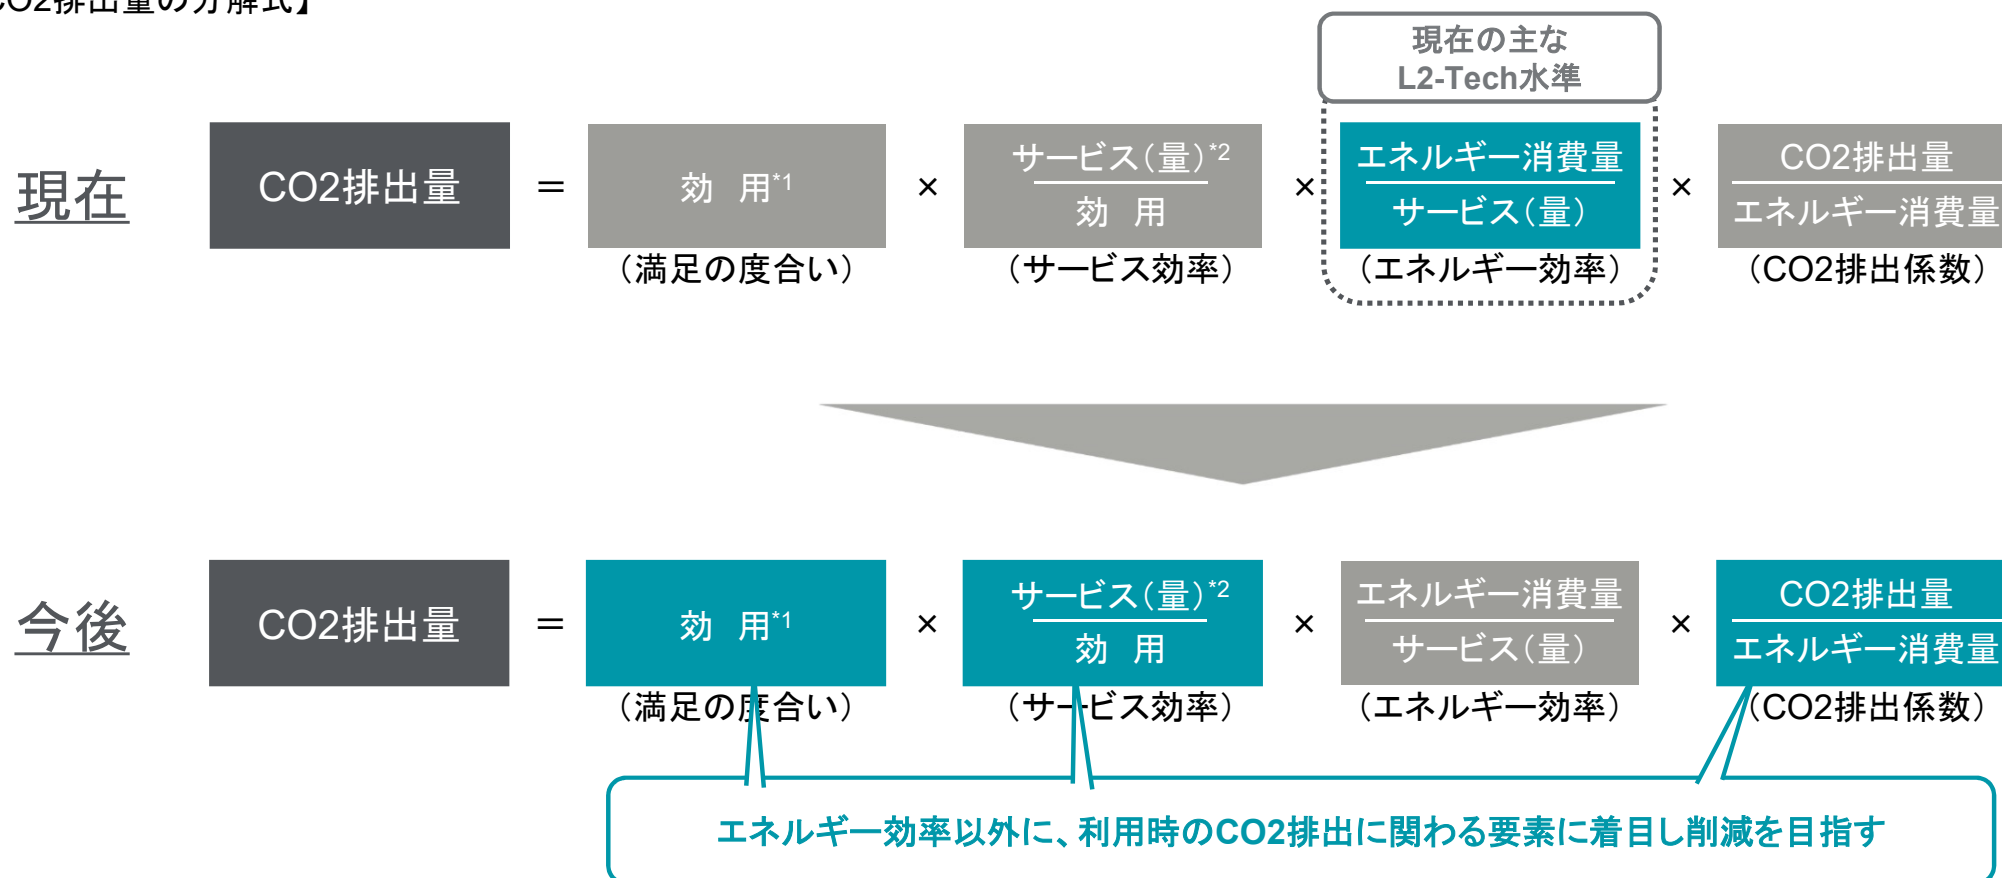 CO2排出量の分解式】
現在の主な
L2-Tech水準
現在
CO2排出量
＝
効 用*1
×
サービス（量）*2
効 用
×
エネルギー消費量
サービス（量）
×
CO2排出量
エネルギー消費量
（満足の度合い）
（サービス効率）
（エネルギー効率）
（CO2排出係数）
今後
CO2排出量
＝
効 用*1
×
サービス（量）*2
効 用
×
エネルギー消費量
サービス（量）
×
CO2排出量
エネルギー消費量
（満足の度合い）
（サービス効率）
（エネルギー効率）
（CO2排出係数）
エネルギー効率以外に、利用時のCO2排出に関わる要素に着目し削減を目指す